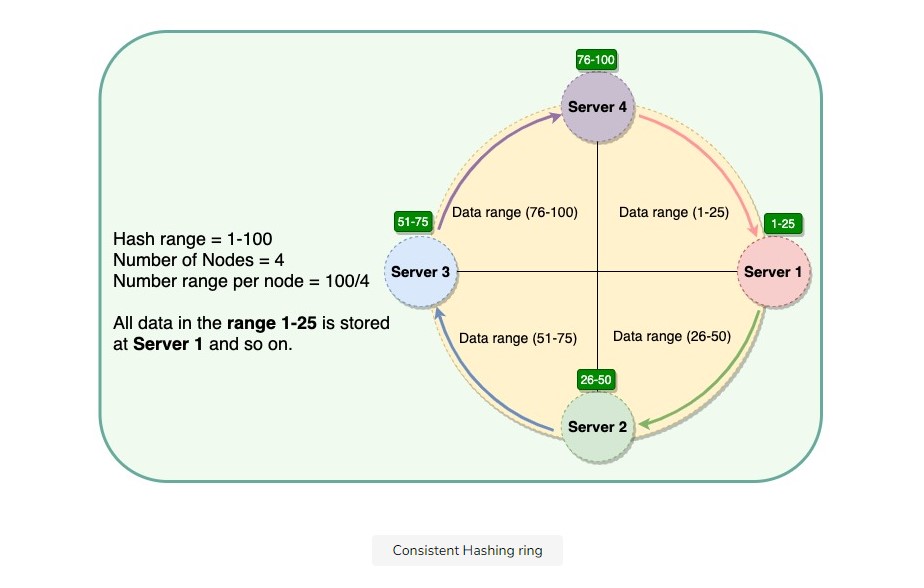 76-100
Server 4
Data range (76-100)
Data range (1-25)
51-75
1-25
Hash range = 1-100
Number of Nodes = 4
Number range per node = 100/4
Server 3
Server 1
All data in the range 1-25 is stored
at Server 1 and so on.
Data range (51-75)
Data range (26-50)
26-50
Server 2
Consistent Hashing ring